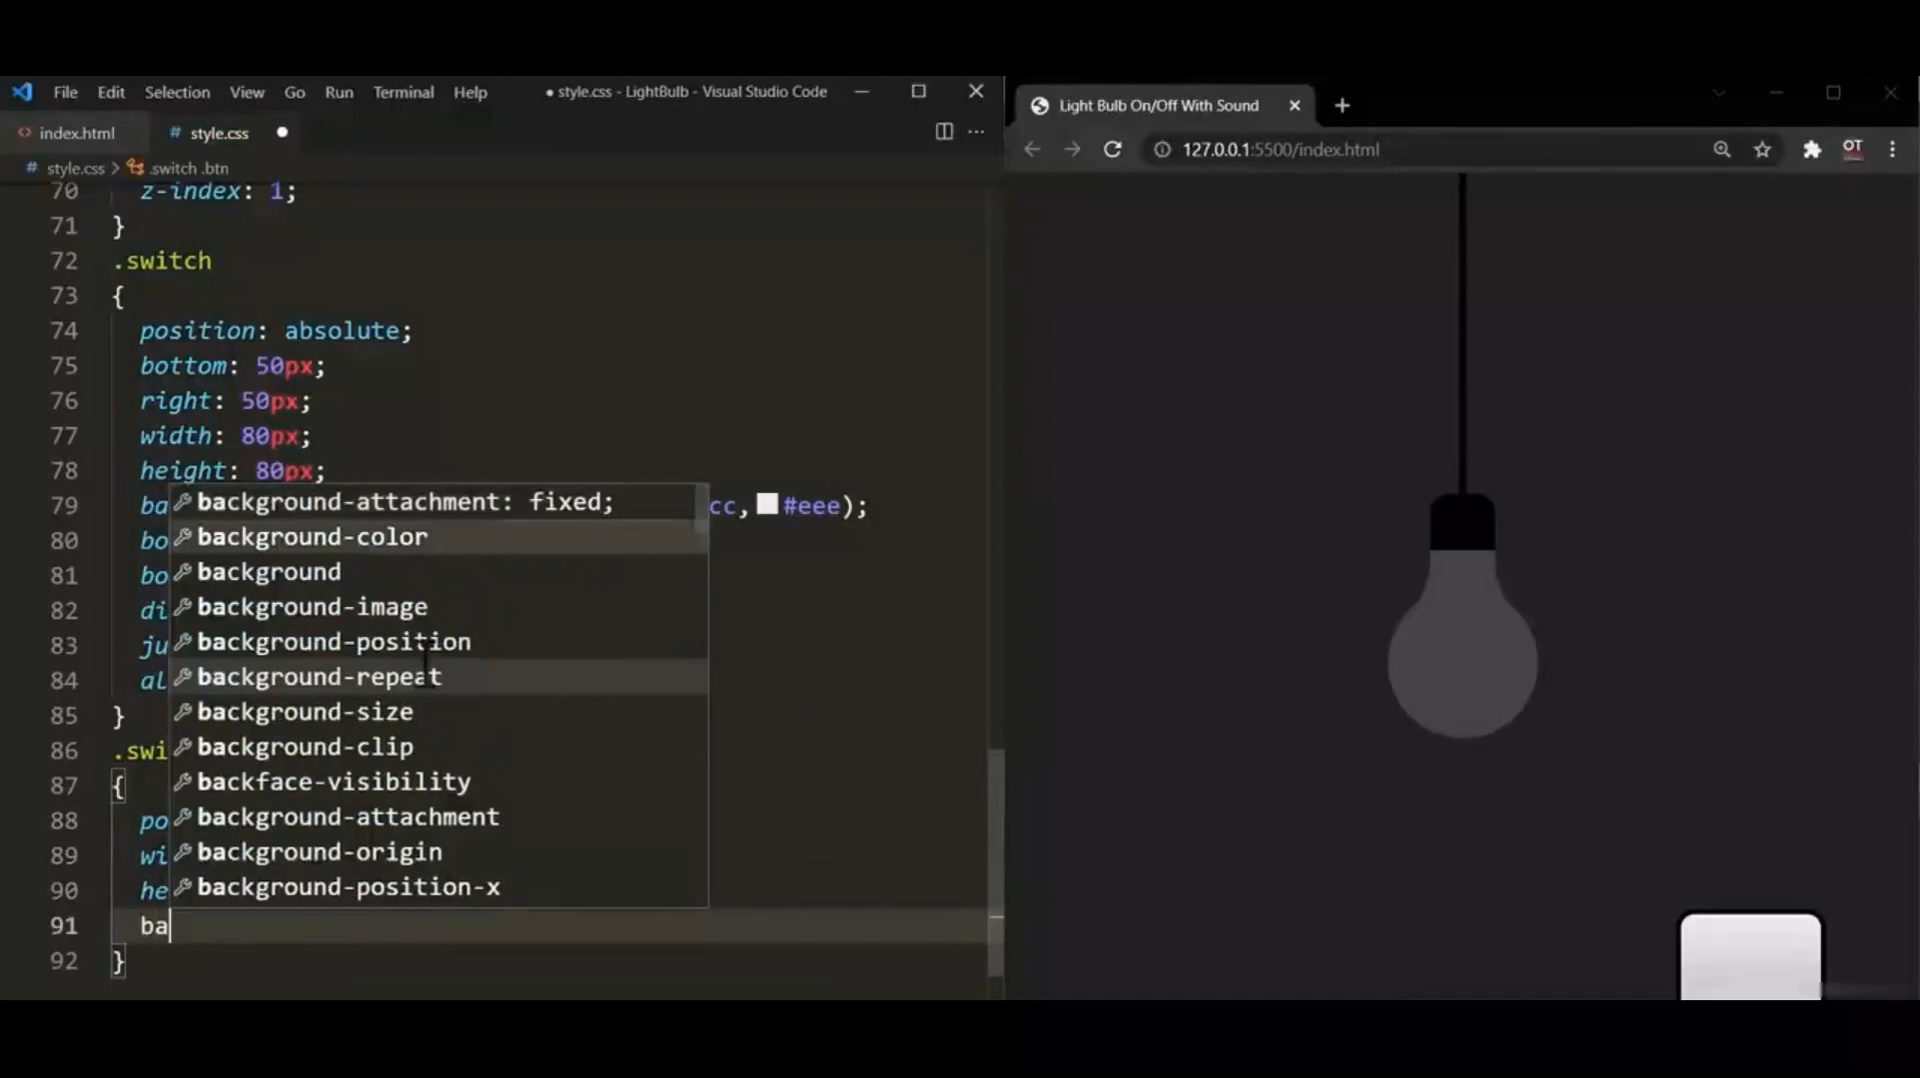 File Edit Selection View Go Run Terminal Help ● style.css - LightBulb - Visual Studio Code
<> index.html # style.css ●
# style.css > .switch .btn
70 z-index: 1;
71 }
72 .switch
73 {
74 position: absolute;
75 bottom: 50px;
76 right: 50px;
77 width: 80px;
78 height: 80px;
79 ba background-attachment: fixed; cc, #eee);
80 bo background-color
81 bo background
82 di background-image
83 ju background-position
84 al background-repeat
85 } background-size
86 .swi background-clip
87 { backface-visibility
88 po background-attachment
89 wi background-origin
90 he background-position-x
91 ba
92 }
Light Bulb On/Off With Sound
127.0.0.1:5500/index.html
OT